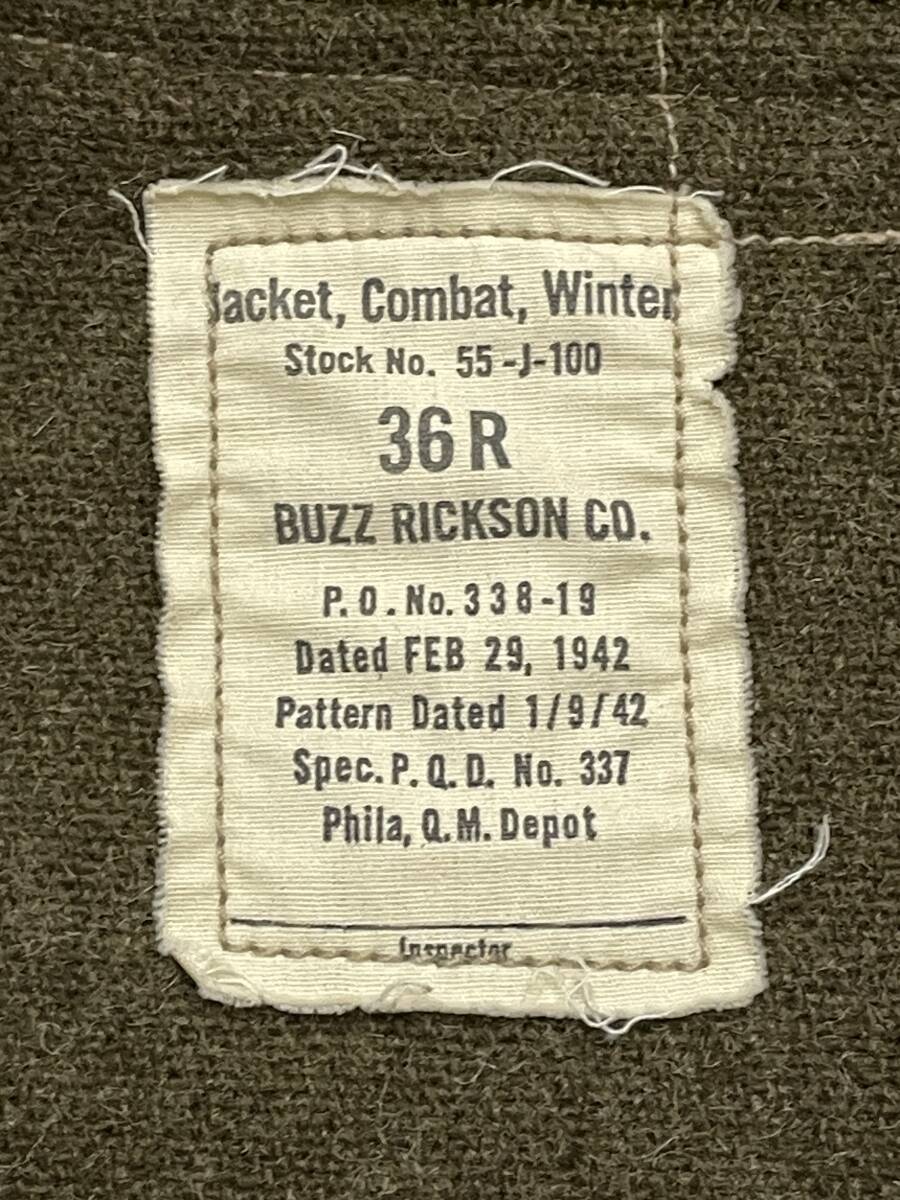 Jacket, Combat, Winter
Stock No. 55-J-100
36 R
BUZZ RICKSON CO.
P.O.No.338-19
Dated FEB 29, 1942
Pattern Dated 1/9/42
Spec.P.Q.D. No. 337
Phila, Q.M.Depot
Inspector